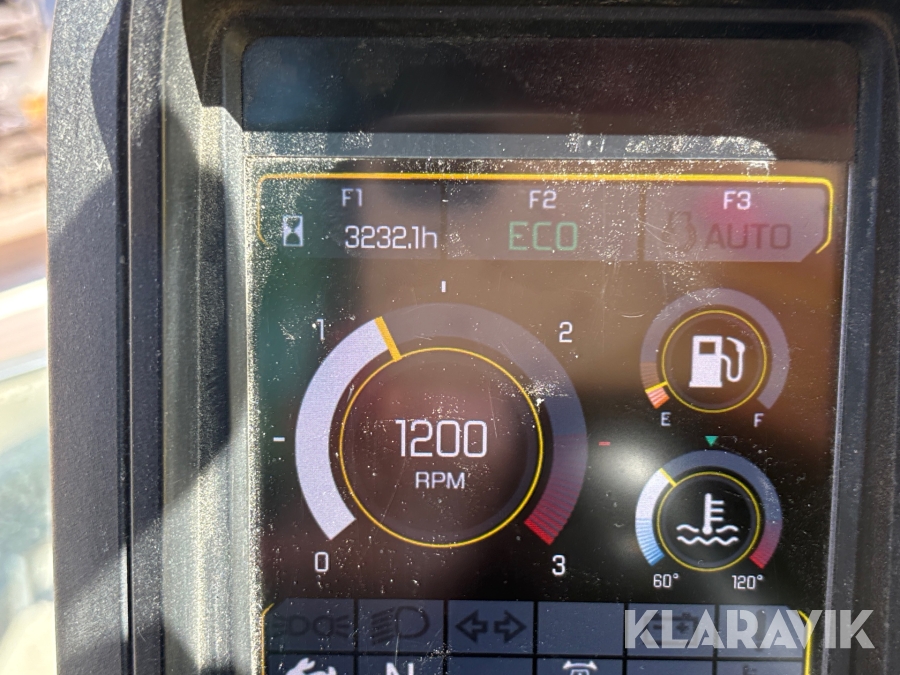 F1 F2 F3
3232.1h ECO AUTO
1 2
1200
RPM
E F
0 3
60° 120°
N
KLARAVIK